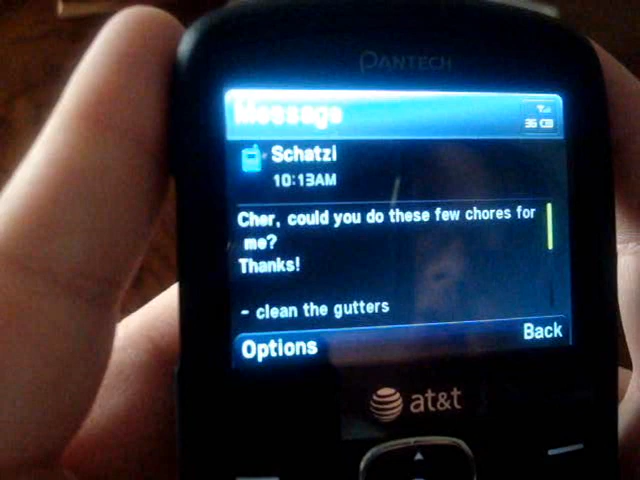 PANTECH
Message
3G
Schatzi
10:13AM
Cher, could you do these few chores for
me?
Thanks!
- clean the gutters
Options
Back
at&t